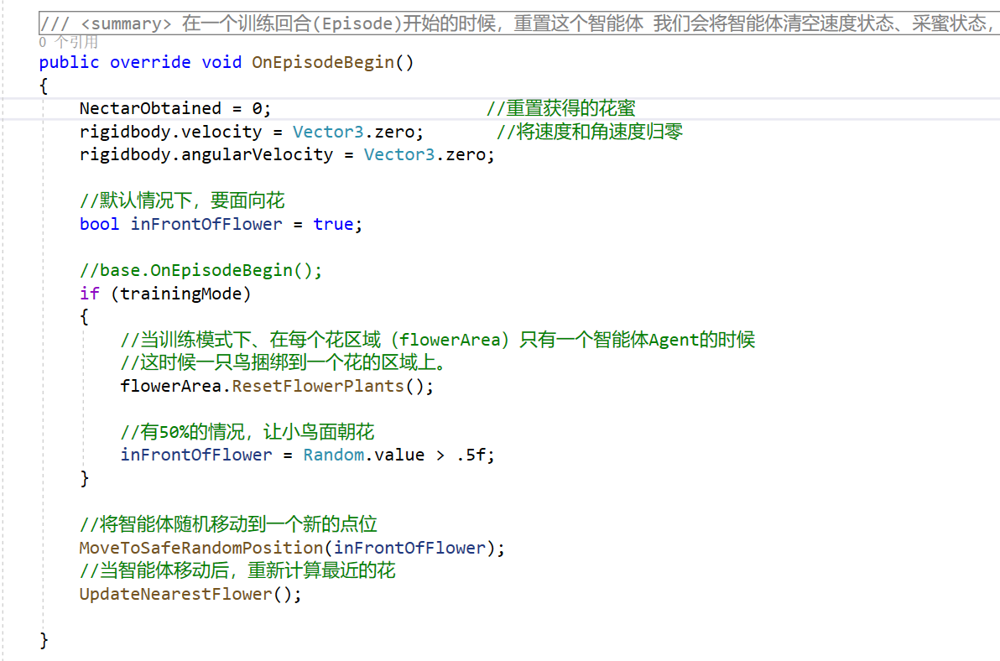 /// <summary> 在一个训练回合(Episode)开始的时候，重置这个智能体 我们会将智能体清空速度状态、采蜜状态，
0 个引用
public override void OnEpisodeBegin()
{
NectarObtained = 0; //重置获得的花蜜
rigidbody.velocity = Vector3.zero; //将速度和角速度归零
rigidbody.angularVelocity = Vector3.zero;
//默认情况下，要面向花
bool inFrontOfFlower = true;
//base.OnEpisodeBegin();
if (trainingMode)
{
//当训练模式下、在每个花区域（flowerArea）只有一个智能体Agent的时候
//这时候一只鸟捆绑到一个花的区域上。
flowerArea.ResetFlowerPlants();
//有50%的情况，让小鸟面朝花
inFrontOfFlower = Random.value > .5f;
}
//将智能体随机移动到一个新的点位
MoveToSafeRandomPosition(inFrontOfFlower);
//当智能体移动后，重新计算最近的花
UpdateNearestFlower();
}